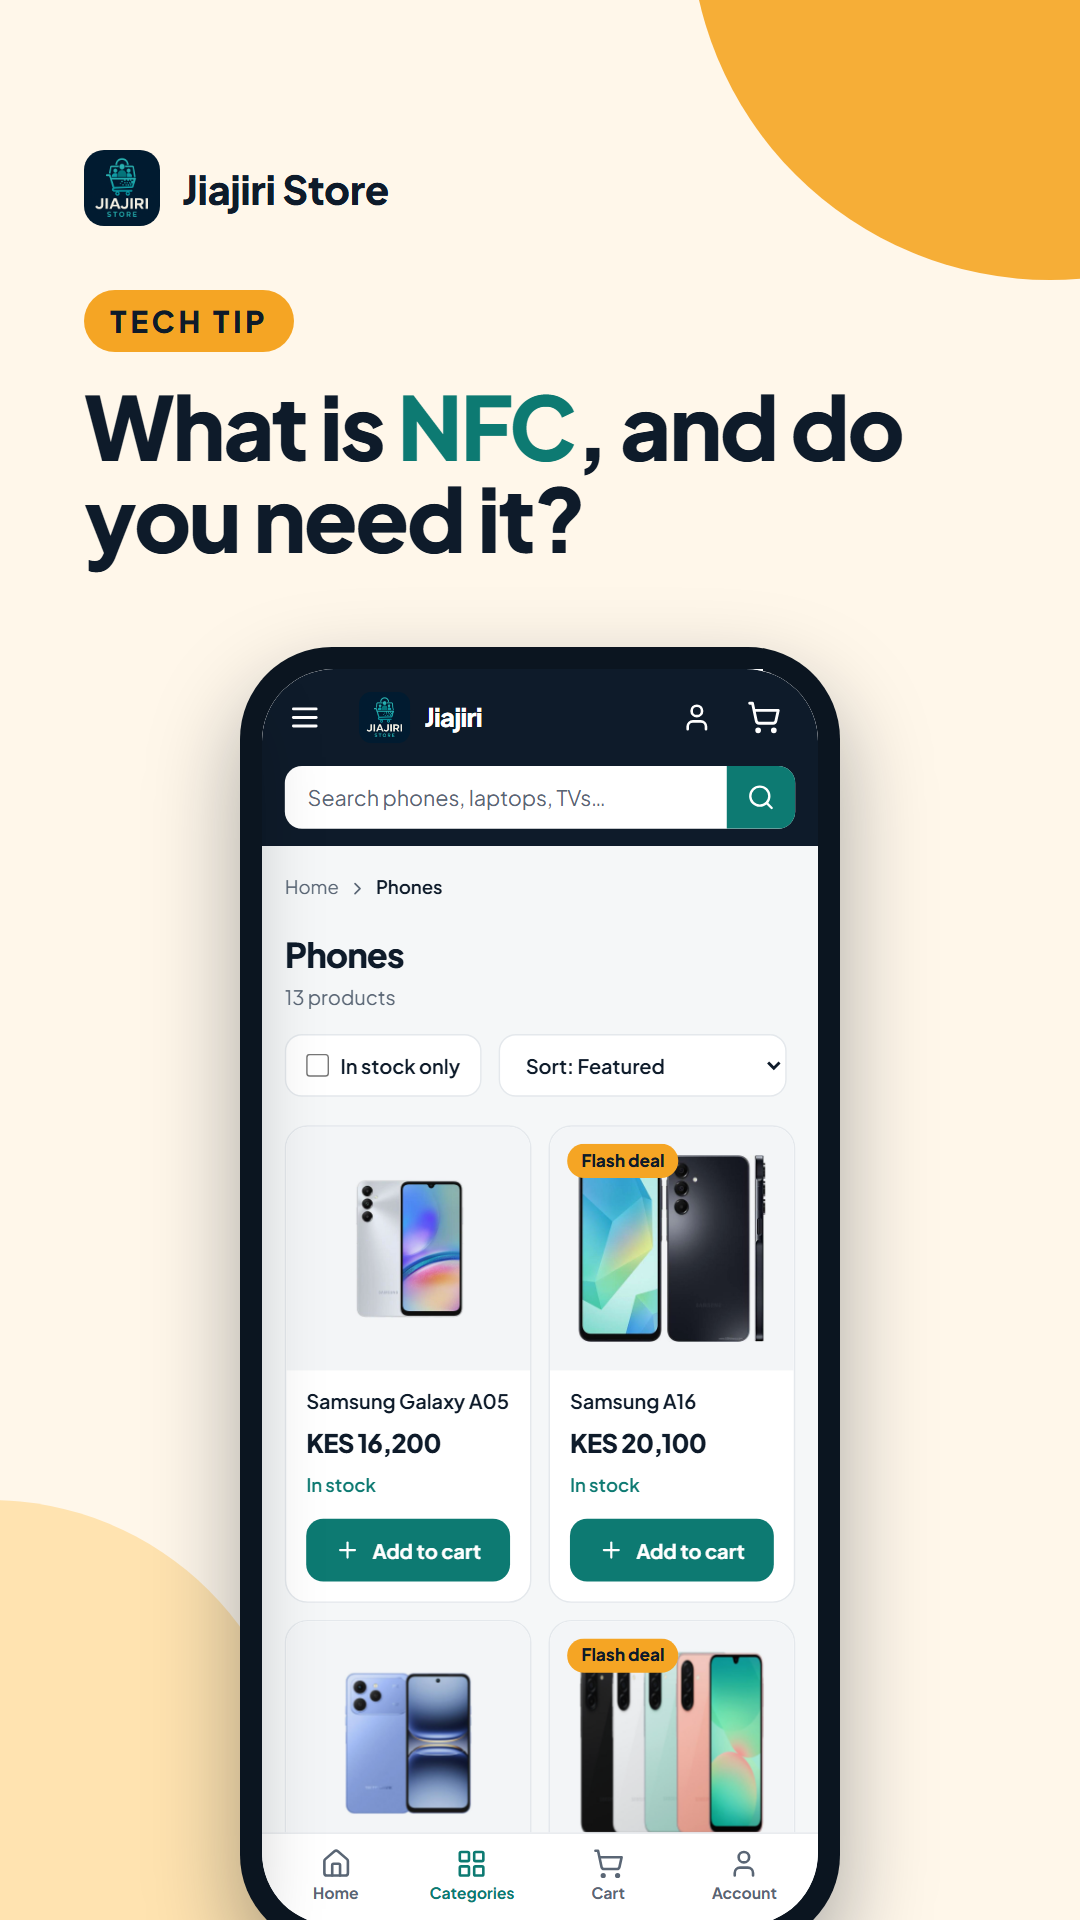 JIAJIRI
STORE
Jiajiri Store
TECH TIP
What is NFC, and do
you need it?
JIAJIRI
STORE
Jiajiri
Search phones, laptops, TVs...
Home > Phones
Phones
13 products
In stock only
Sort: Featured
Flash deal
Samsung Galaxy A05
KES 16,200
In stock
+ Add to cart
Samsung A16
KES 20,100
In stock
+ Add to cart
Flash deal
Home
Categories
Cart
Account